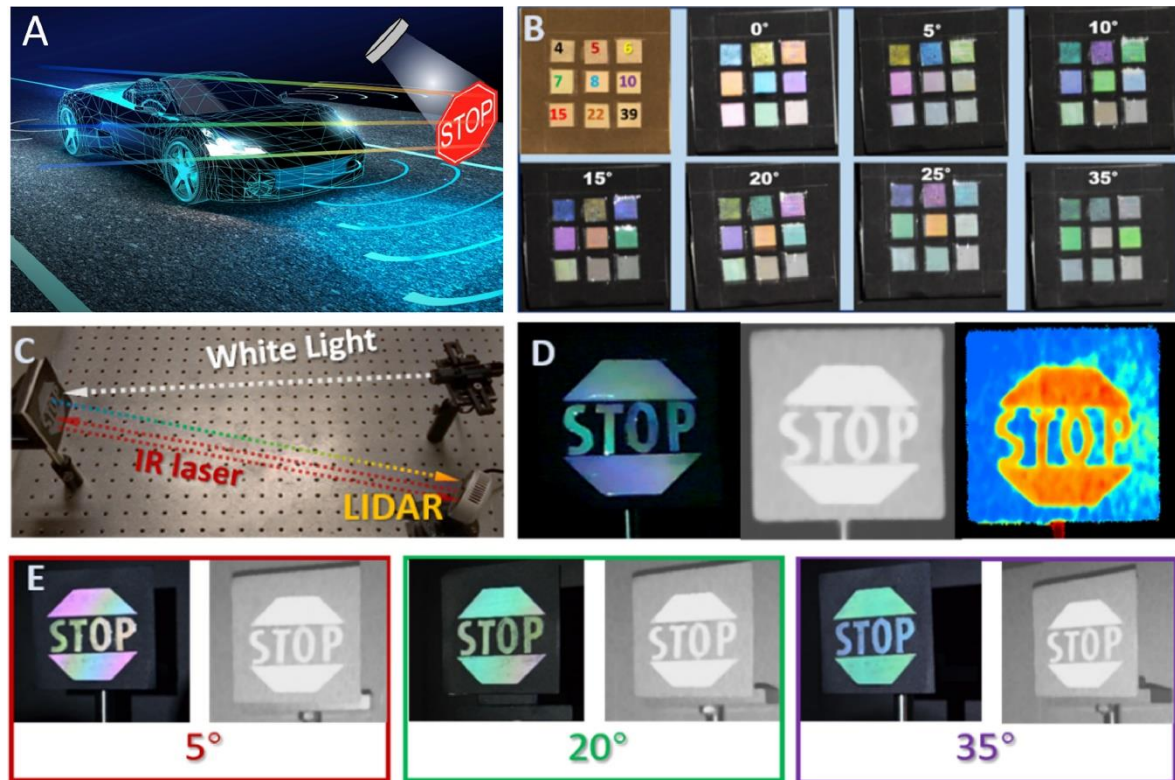 A
STOP
B
4 5 6
7 8 10
15 22 39
0°
5°
10°
15°
20°
25°
35°
C
White Light
IR laser
LIDAR
D
STOP
STOP
STOP
E
STOP
STOP
5°
STOP
STOP
20°
STOP
STOP
35°